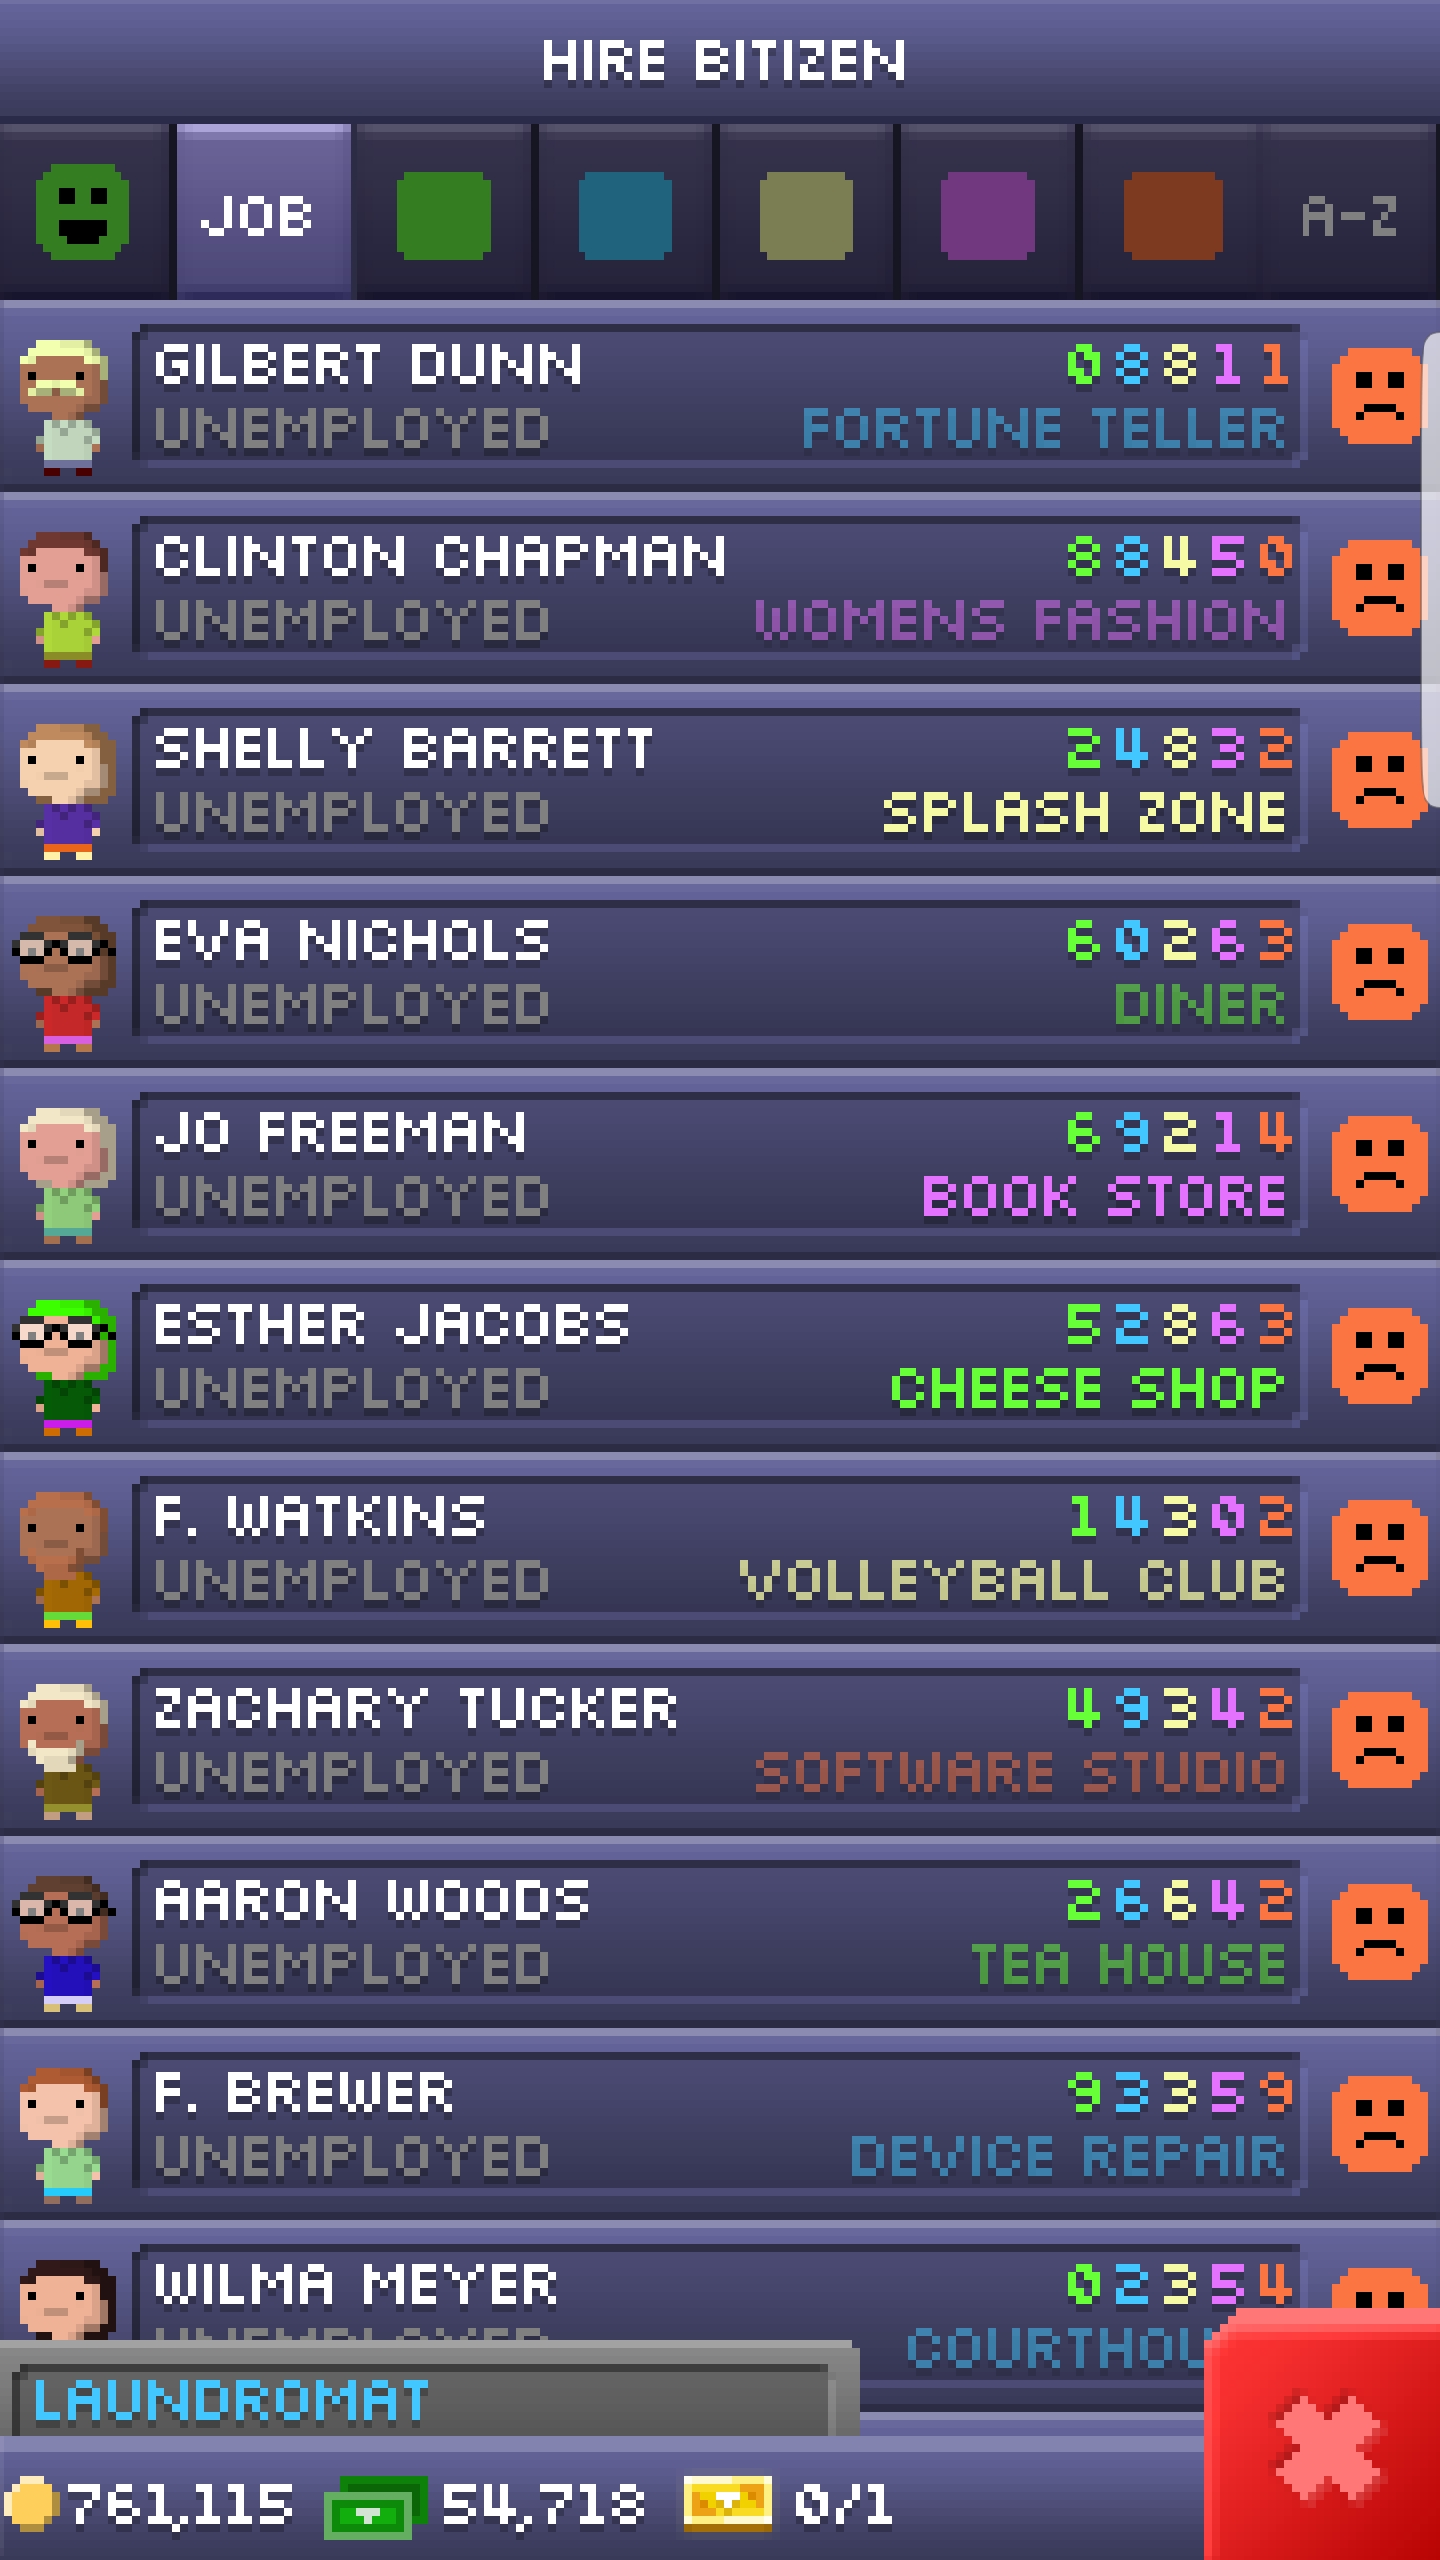 HIRE BITIZEN
JOB
A-Z
GILBERT DUNN 0 8 8 1 1
UNEMPLOYED FORTUNE TELLER
CLINTON CHAPMAN 8 8 4 5 0
UNEMPLOYED WOMENS FASHION
SHELLY BARRETT 2 4 8 3 2
UNEMPLOYED SPLASH ZONE
EVA NICHOLS 6 0 2 6 3
UNEMPLOYED DINER
JO FREEMAN 6 9 2 1 4
UNEMPLOYED BOOK STORE
ESTHER JACOBS 5 2 8 6 3
UNEMPLOYED CHEESE SHOP
F. WATKINS 1 4 3 0 2
UNEMPLOYED VOLLEYBALL CLUB
ZACHARY TUCKER 4 9 3 4 2
UNEMPLOYED SOFTWARE STUDIO
AARON WOODS 2 6 6 4 2
UNEMPLOYED TEA HOUSE
F. BREWER 9 3 3 5 9
UNEMPLOYED DEVICE REPAIR
WILMA MEYER 0 2 3 5 4
COURTHOU
LAUNDROMAT
761,115 54,718 0/1